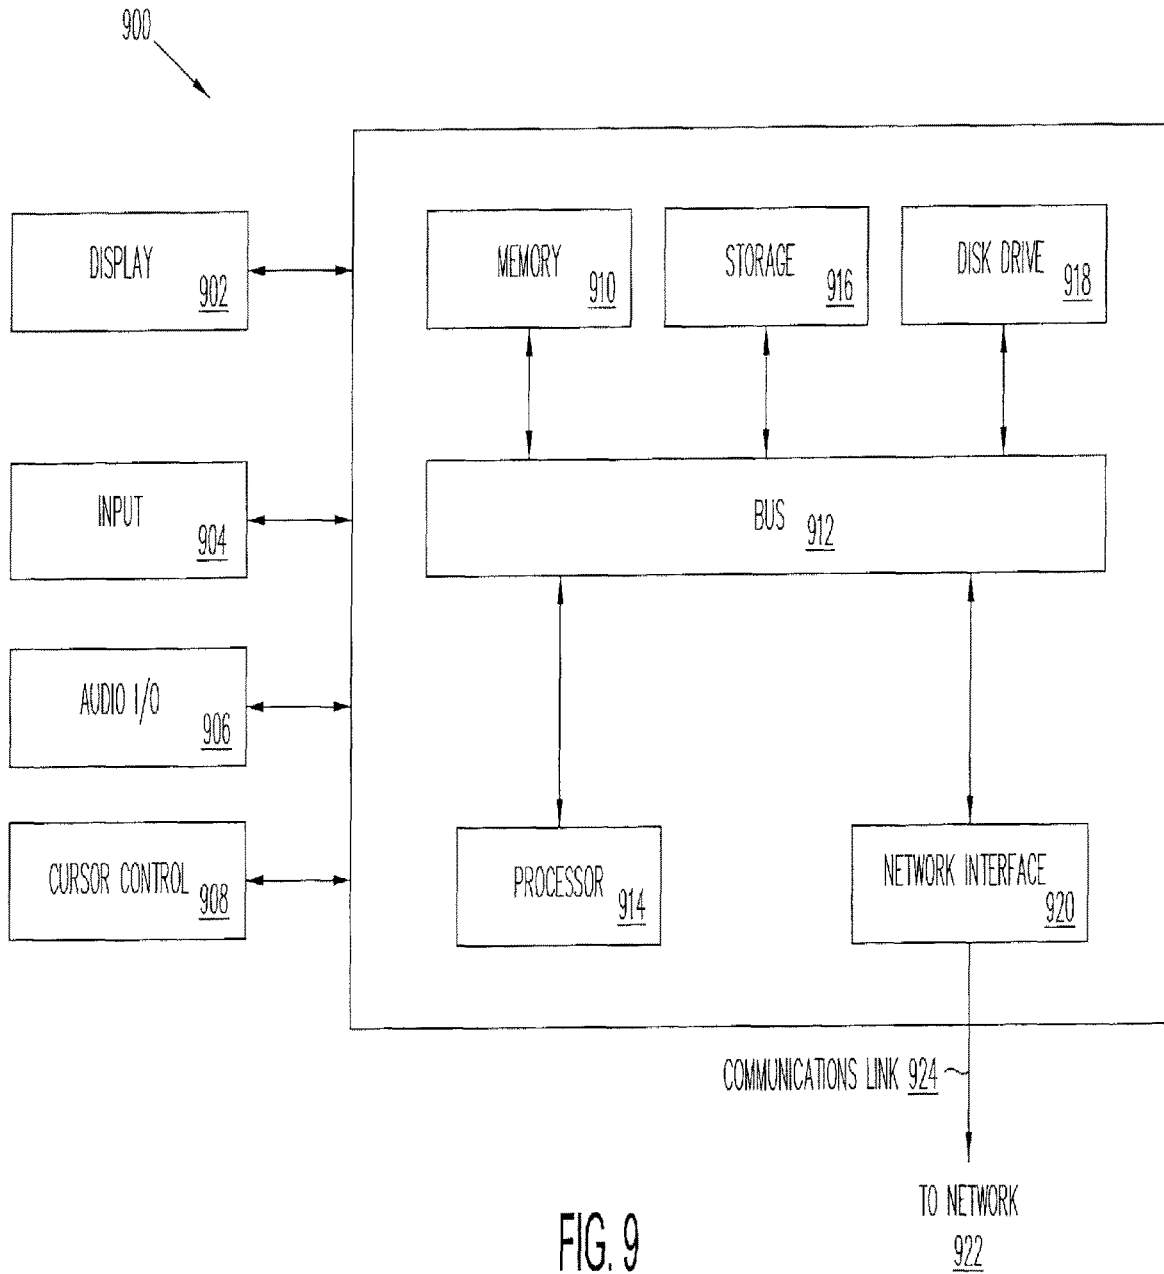 900
DISPLAY
902
MEMORY
910
STORAGE
916
DISK DRIVE
918
INPUT
904
BUS
912
AUDIO I/O
906
CURSOR CONTROL
908
PROCESSOR
914
NETWORK INTERFACE
920
COMMUNICATIONS LINK 924
TO NETWORK
922
FIG. 9